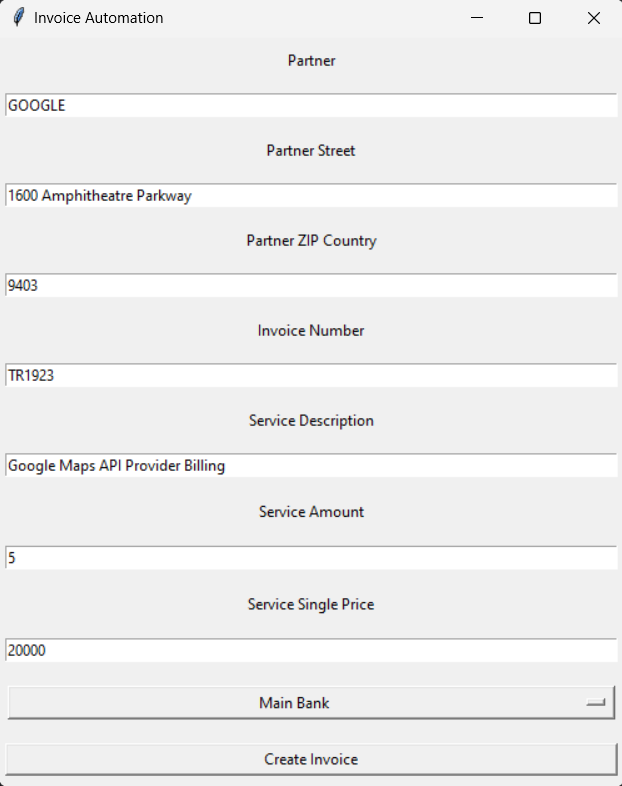 Invoice Automation
Partner
GOOGLE
Partner Street
1600 Amphitheatre Parkway
Partner ZIP Country
9403
Invoice Number
TR1923
Service Description
Google Maps API Provider Billing
Service Amount
5
Service Single Price
20000
Main Bank
Create Invoice